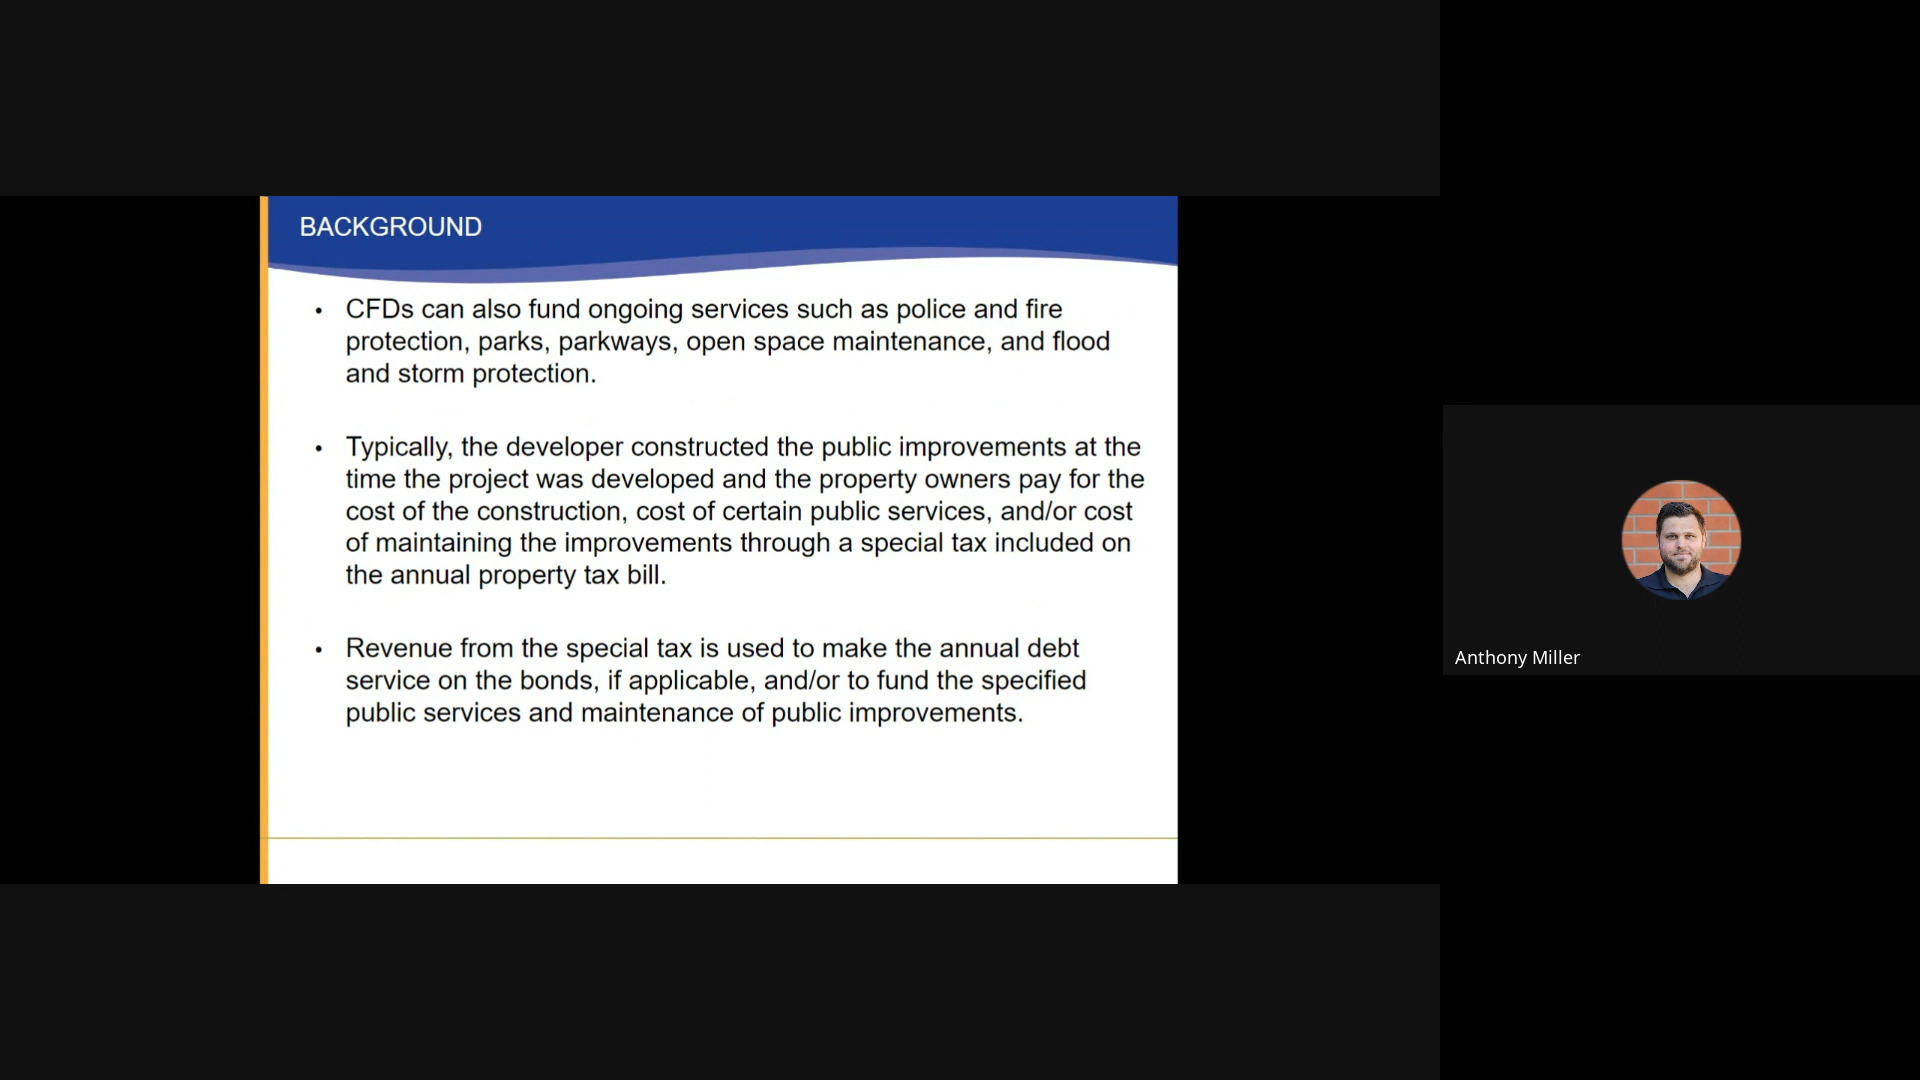 BACKGROUND
• CFDs can also fund ongoing services such as police and fire
protection, parks, parkways, open space maintenance, and flood
and storm protection.
• Typically, the developer constructed the public improvements at the
time the project was developed and the property owners pay for the
cost of the construction, cost of certain public services, and/or cost
of maintaining the improvements through a special tax included on
the annual property tax bill.
• Revenue from the special tax is used to make the annual debt
service on the bonds, if applicable, and/or to fund the specified
public services and maintenance of public improvements.
Anthony Miller